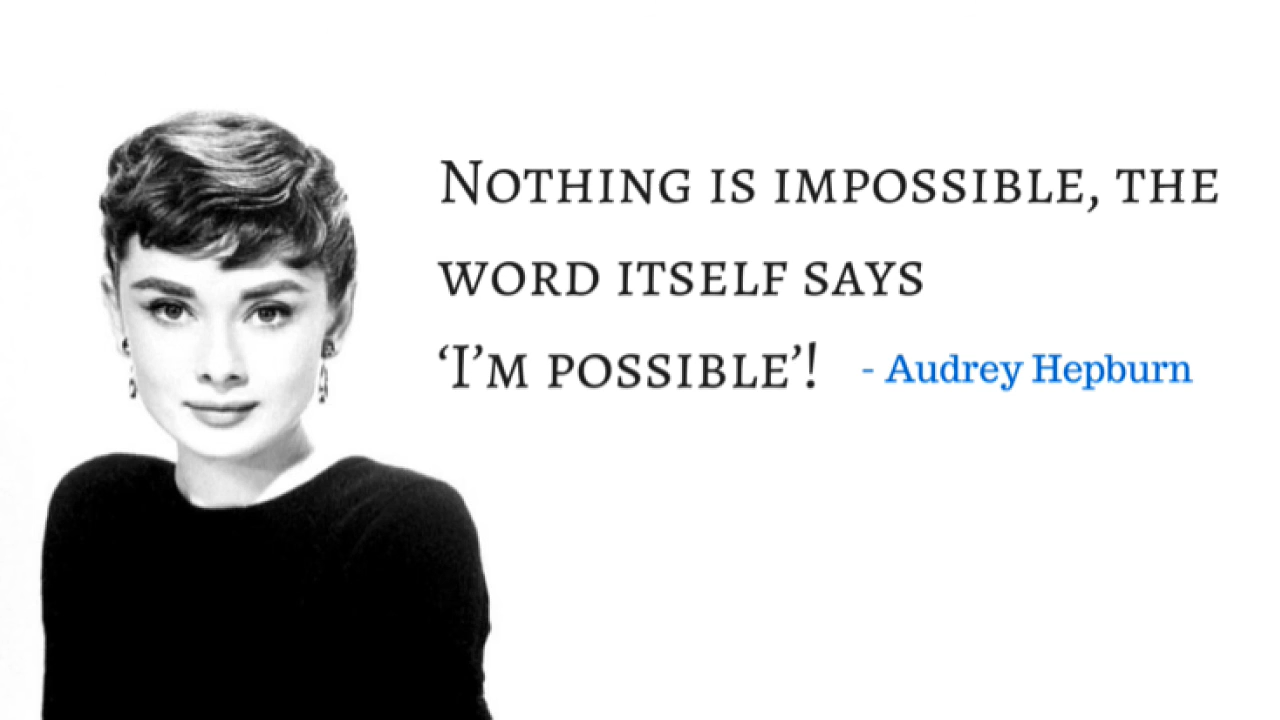 Nothing is impossible, the
word itself says
‘I’m possible’! - Audrey Hepburn